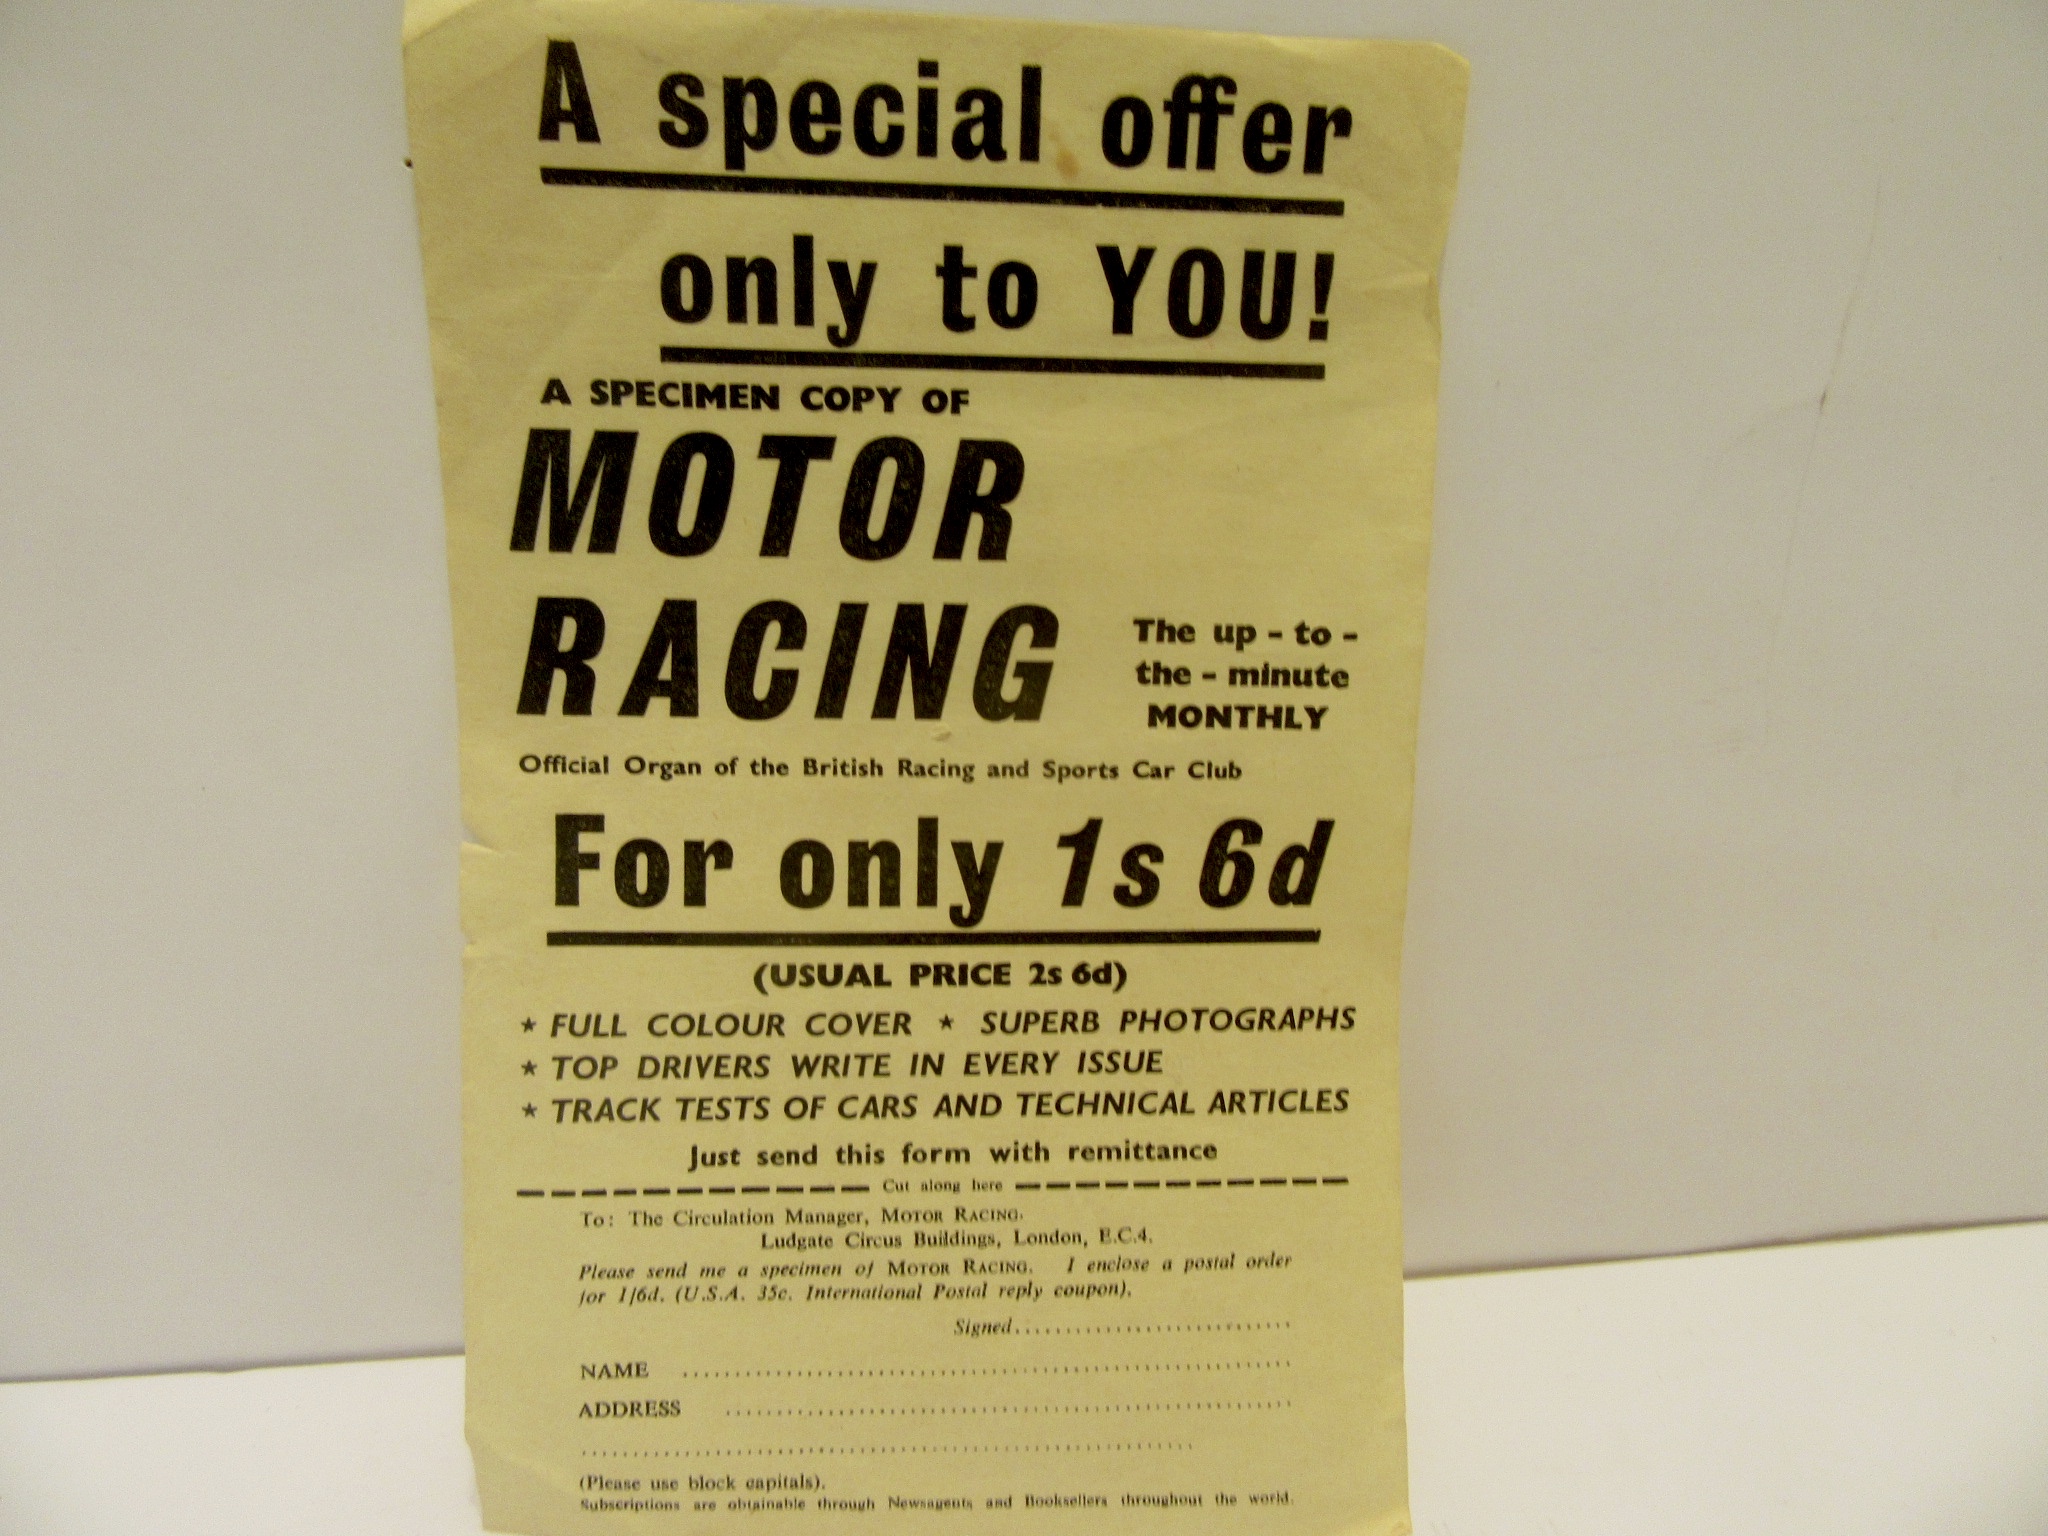 A special offer
only to YOU!
A SPECIMEN COPY OF
MOTOR
RACING
The up - to -
the - minute
MONTHLY
Official Organ of the British Racing and Sports Car Club
For only 1s 6d
(USUAL PRICE 2s 6d)
★ FULL COLOUR COVER ★ SUPERB PHOTOGRAPHS
★ TOP DRIVERS WRITE IN EVERY ISSUE
★ TRACK TESTS OF CARS AND TECHNICAL ARTICLES
Just send this form with remittance
Cut along here
To: The Circulation Manager, MOTOR RACING.
Ludgate Circus Buildings, London, E.C.4.
Please send me a specimen of MOTOR RACING. I enclose a postal order
for 1/6d. (U.S.A. 35c. International Postal reply coupon).
Signed
NAME
ADDRESS
(Please use block capitals).
Subscriptions are obtainable through Newsagents and Booksellers throughout the world.